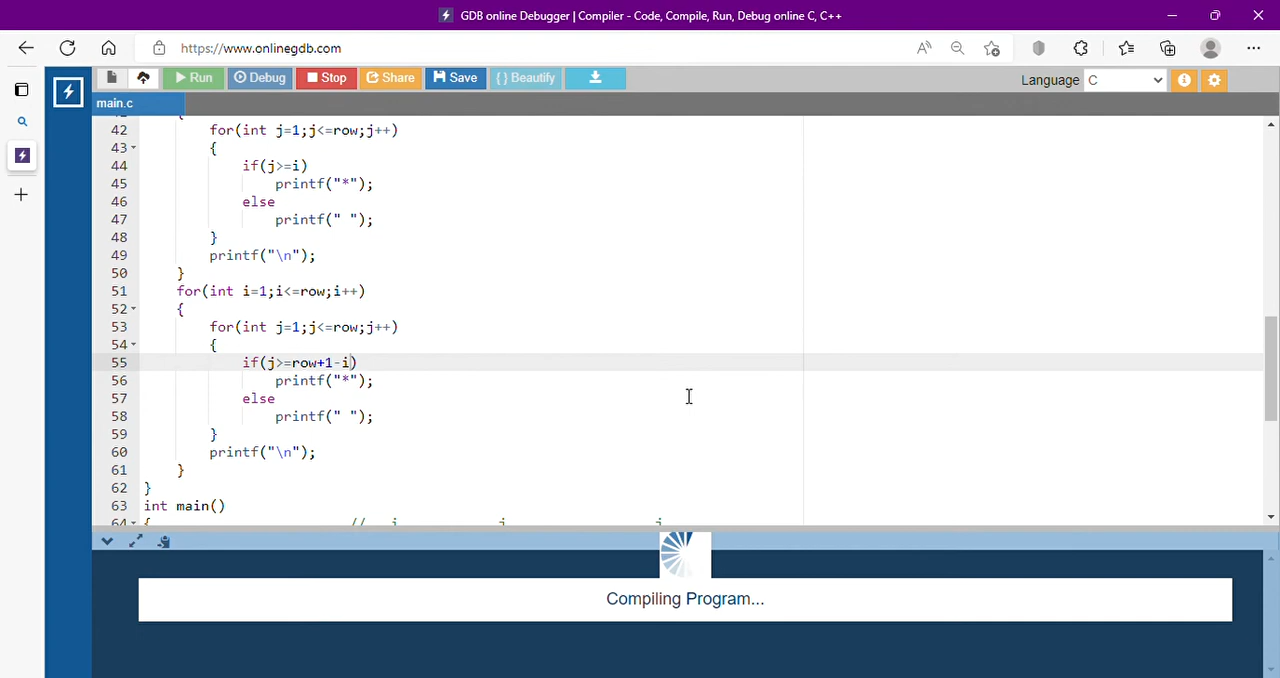 GDB online Debugger | Compiler - Code, Compile, Run, Debug online C, C++
https://www.onlinegdb.com
Run Debug Stop Share Save { } Beautify Language C
main.c
42 for(int j=1;j<=row;j++)
43 {
44 if(j>=i)
45 printf("*");
46 else
47 printf(" ");
48 }
49 printf("\n");
50 }
51 for(int i=1;i<=row;i++)
52 {
53 for(int j=1;j<=row;j++)
54 {
55 if(j>=row+1-i)
56 printf("*");
57 else
58 printf(" ");
59 }
60 printf("\n");
61 }
62 }
63 int main()
64 { // i j j
Compiling Program...